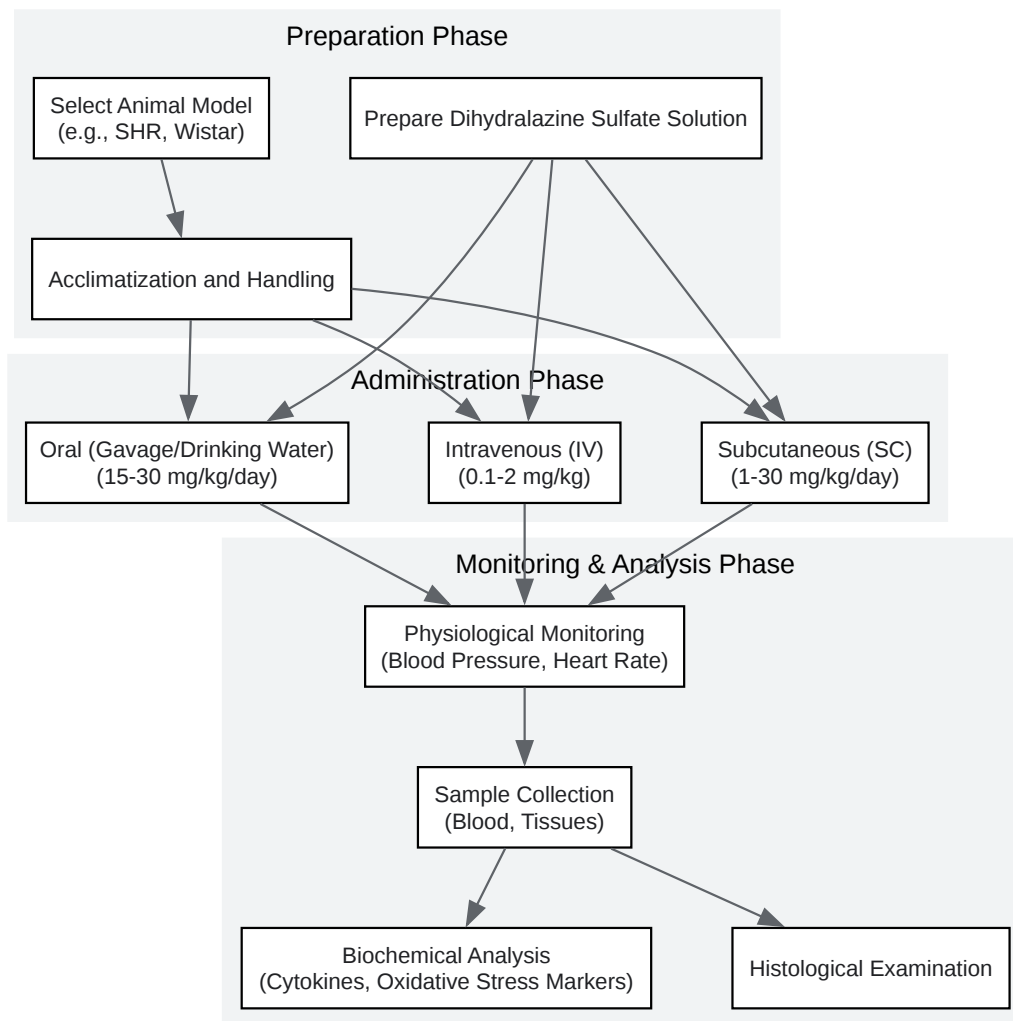 Preparation Phase
Select Animal Model
(e.g., SHR, Wistar)
Prepare Dihydralazine Sulfate Solution
Acclimatization and Handling
Administration Phase
Oral (Gavage/Drinking Water)
(15-30 mg/kg/day)
Intravenous (IV)
(0.1-2 mg/kg)
Subcutaneous (SC)
(1-30 mg/kg/day)
Monitoring & Analysis Phase
Physiological Monitoring
(Blood Pressure, Heart Rate)
Sample Collection
(Blood, Tissues)
Biochemical Analysis
(Cytokines, Oxidative Stress Markers)
Histological Examination